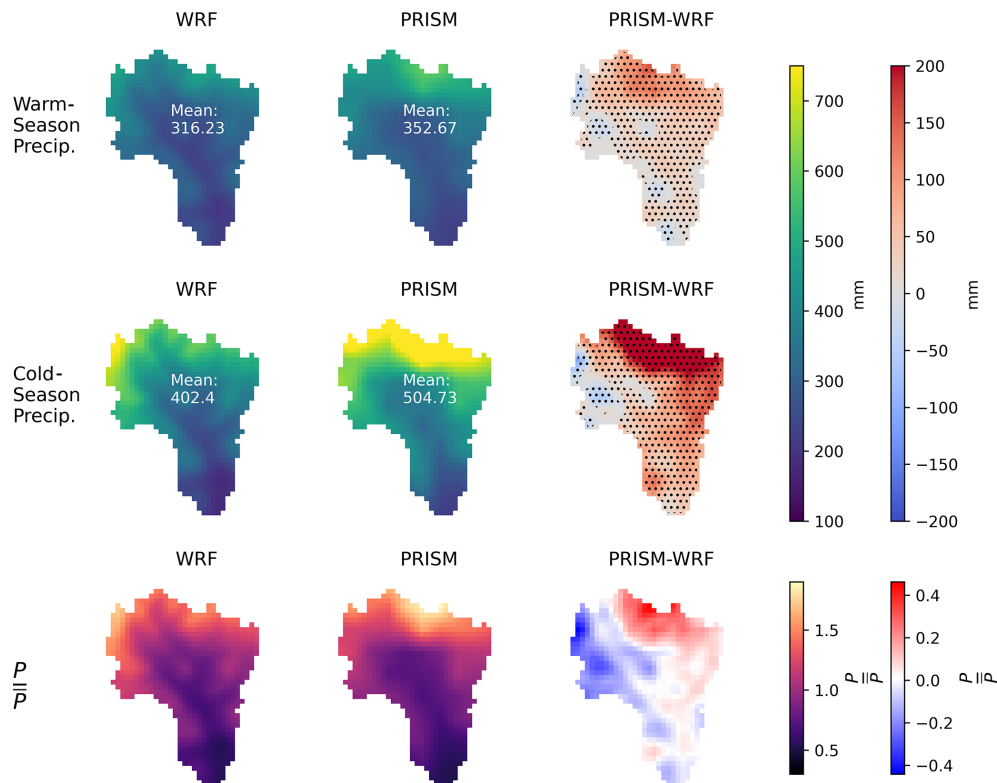 WRF PRISM PRISM-WRF
Warm-
Season
Precip.
Mean:
316.23
Mean:
352.67
WRF PRISM PRISM-WRF
Cold-
Season
Precip.
Mean:
402.4
Mean:
504.73
700
600
500
400
300
200
100
mm
200
150
100
50
0
−50
−100
−150
−200
mm
WRF PRISM PRISM-WRF
P
P
1.5
1.0
0.5
P
P
0.4
0.2
0.0
−0.2
−0.4
P
P